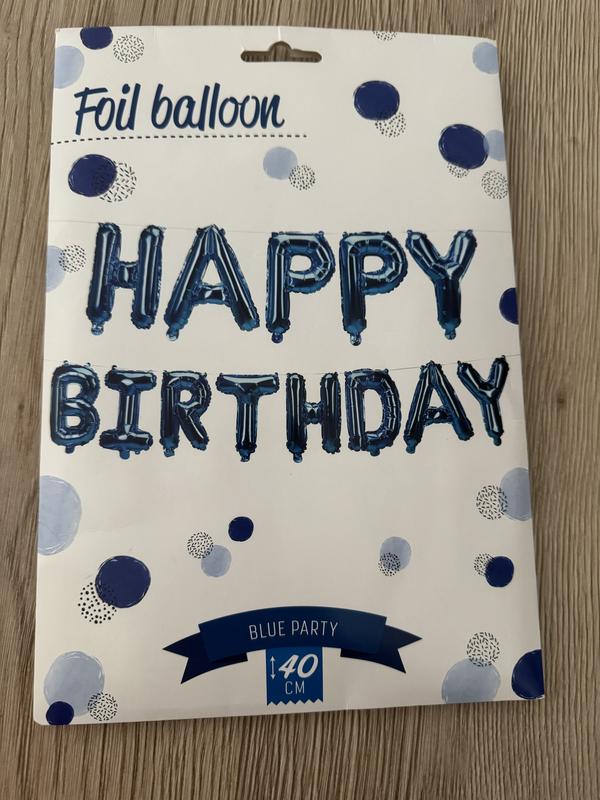 Foil balloon
HAPPY
BIRTHDAY
BLUE PARTY
40
CM